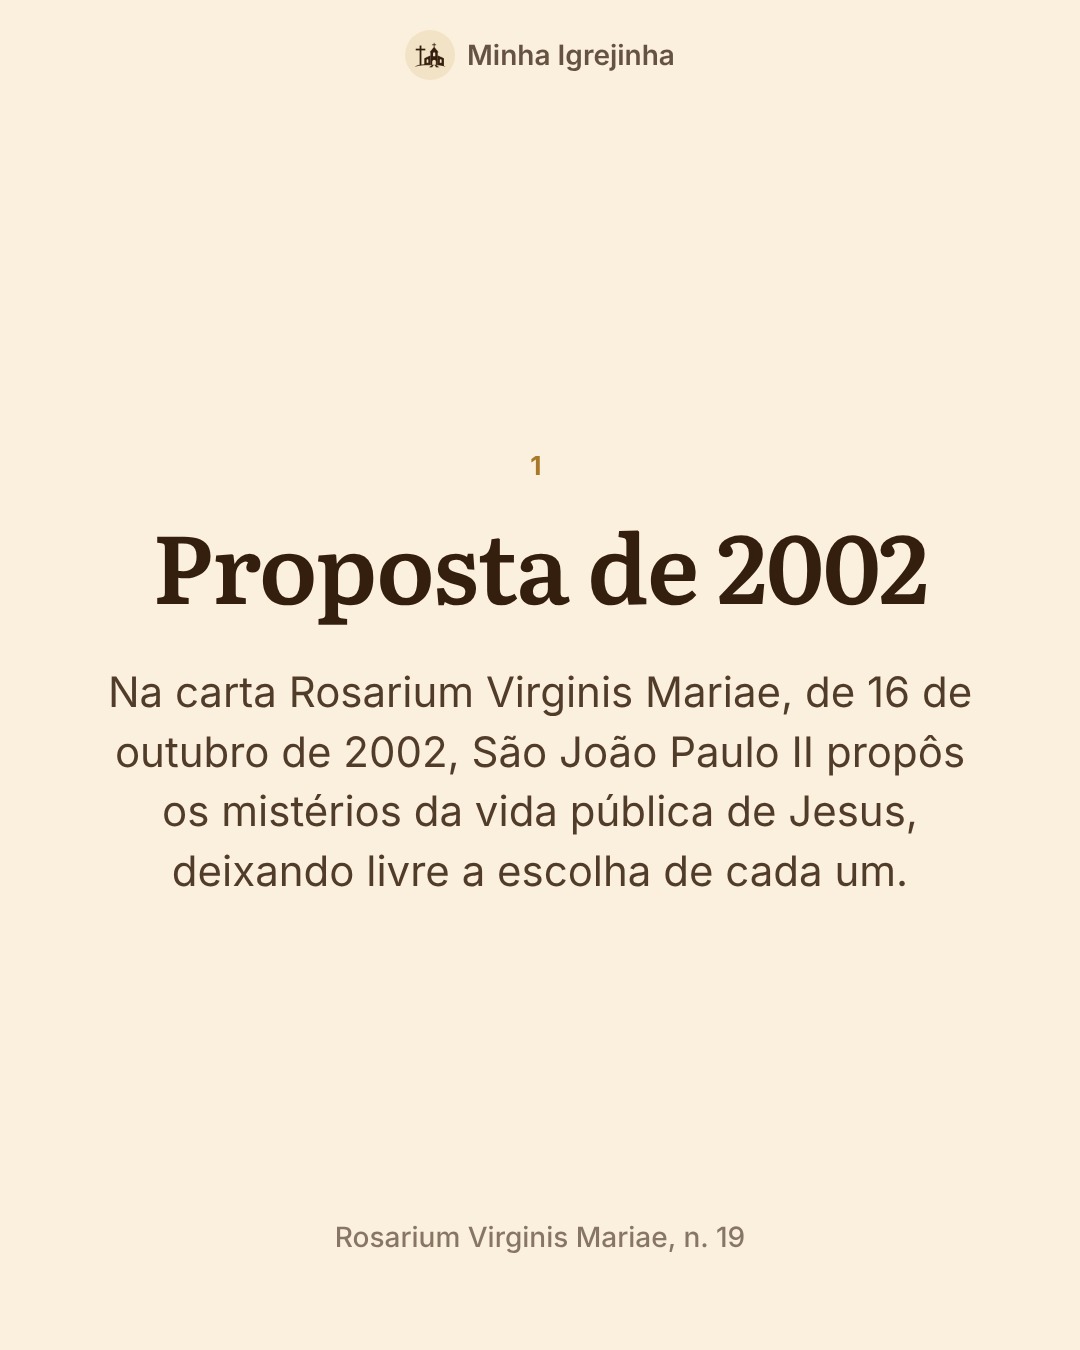 Minha Igrejinha
1
Proposta de 2002
Na carta Rosarium Virginis Mariae, de 16 de
outubro de 2002, São João Paulo II propôs
os mistérios da vida pública de Jesus,
deixando livre a escolha de cada um.
Rosarium Virginis Mariae, n. 19